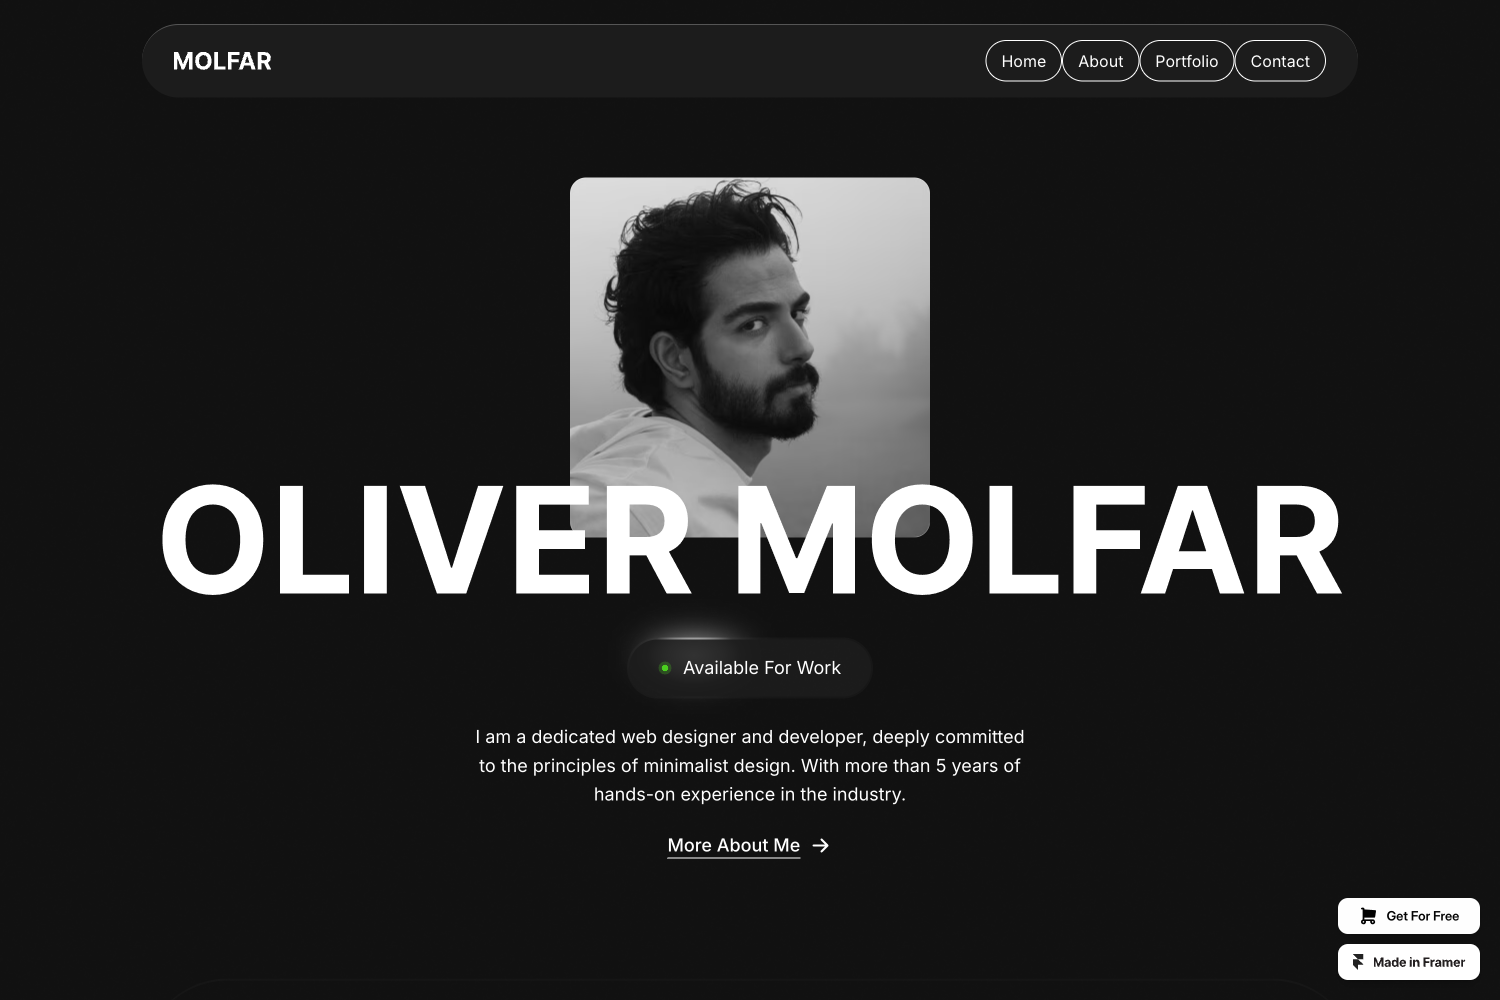 MOLFAR
Home
About
Portfolio
Contact
OLIVER MOLFAR
Available For Work
I am a dedicated web designer and developer, deeply committed
to the principles of minimalist design. With more than 5 years of
hands-on experience in the industry.
More About Me
Get For Free
Made in Framer